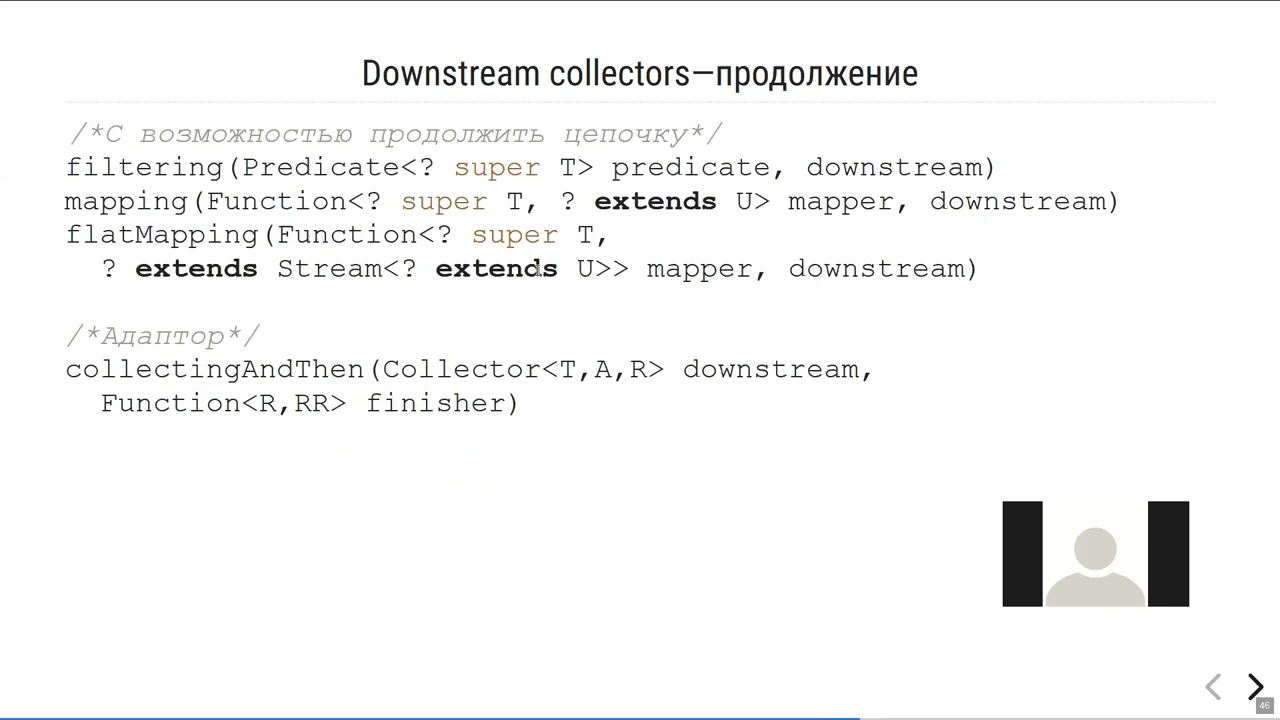 Downstream collectors—продолжение
/*С возможностью продолжить цепочку*/
filtering(Predicate<? super T> predicate, downstream)
mapping(Function<? super T, ? extends U> mapper, downstream)
flatMapping(Function<? super T,
? extends Stream<? extends U>> mapper, downstream)
/*Адаптор*/
collectingAndThen(Collector<T,A,R> downstream,
Function<R,RR> finisher)
46